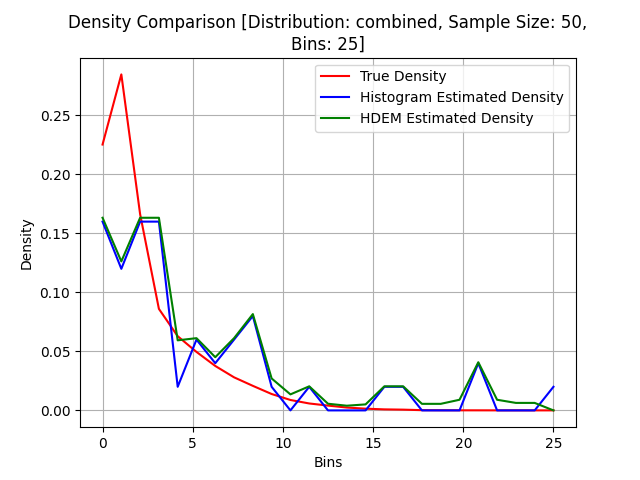 Density Comparison [Distribution: combined, Sample Size: 50,
Bins: 25]
True Density
Histogram Estimated Density
HDEM Estimated Density
Density
0.25
0.20
0.15
0.10
0.05
0.00
0
5
10
15
20
25
Bins